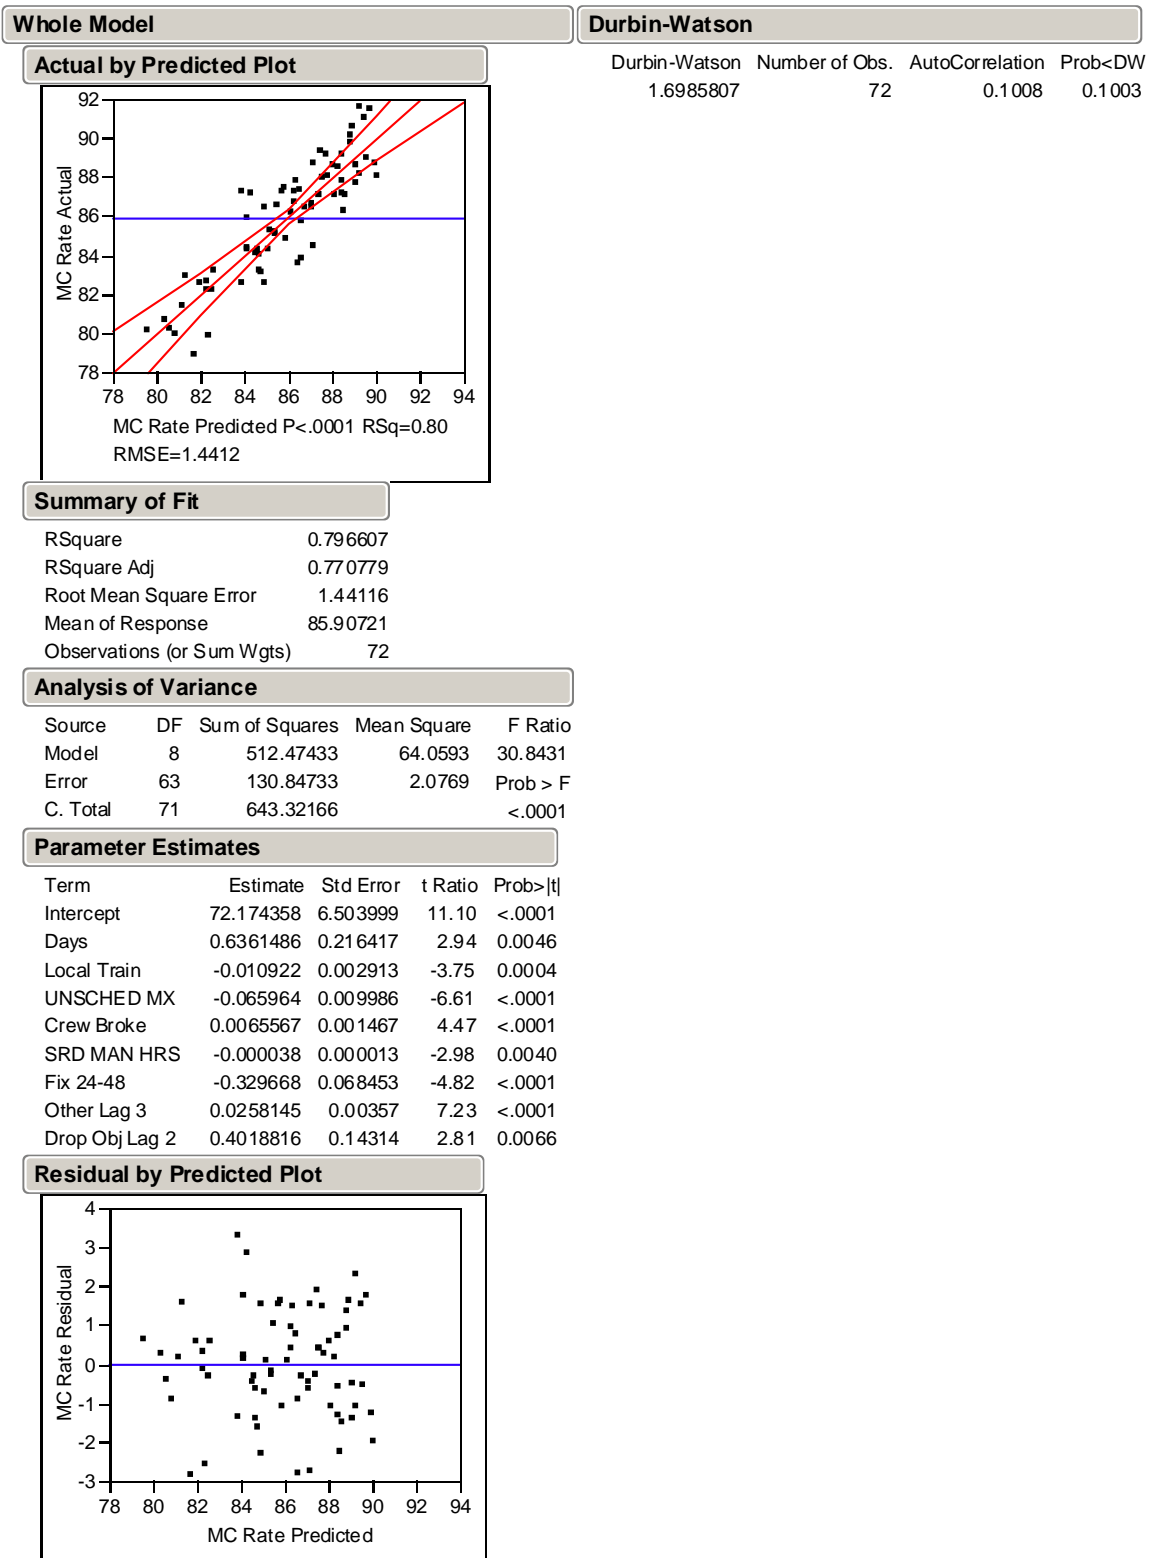 Whole Model
Actual by Predicted Plot
92
90
88
86
84
82
80
78
MC Rate Actual
78 80 82 84 86 88 90 92 94
MC Rate Predicted P<.0001 RSq=0.80
RMSE=1.4412
Summary of Fit
RSquare 0.796607
RSquare Adj 0.770779
Root Mean Square Error 1.44116
Mean of Response 85.90721
Observations (or Sum Wgts) 72
Analysis of Variance
Source DF Sum of Squares Mean Square F Ratio
Model 8 512.47433 64.0593 30.8431
Error 63 130.84733 2.0769 Prob > F
C. Total 71 643.32166 <.0001
Parameter Estimates
Term Estimate Std Error t Ratio Prob>|t|
Intercept 72.174358 6.503999 11.10 <.0001
Days 0.6361486 0.216417 2.94 0.0046
Local Train -0.010922 0.002913 -3.75 0.0004
UNSCHED MX -0.065964 0.009986 -6.61 <.0001
Crew Broke 0.0065567 0.001467 4.47 <.0001
SRD MAN HRS -0.000038 0.000013 -2.98 0.0040
Fix 24-48 -0.329668 0.068453 -4.82 <.0001
Other Lag 3 0.0258145 0.00357 7.23 <.0001
Drop Obj Lag 2 0.4018816 0.14314 2.81 0.0066
Residual by Predicted Plot
4
3
2
1
0
-1
-2
-3
MC Rate Residual
78 80 82 84 86 88 90 92 94
MC Rate Predicted
Durbin-Watson
Durbin-Watson Number of Obs. AutoCorrelation Prob<DW
1.6985807 72 0.1008 0.1003